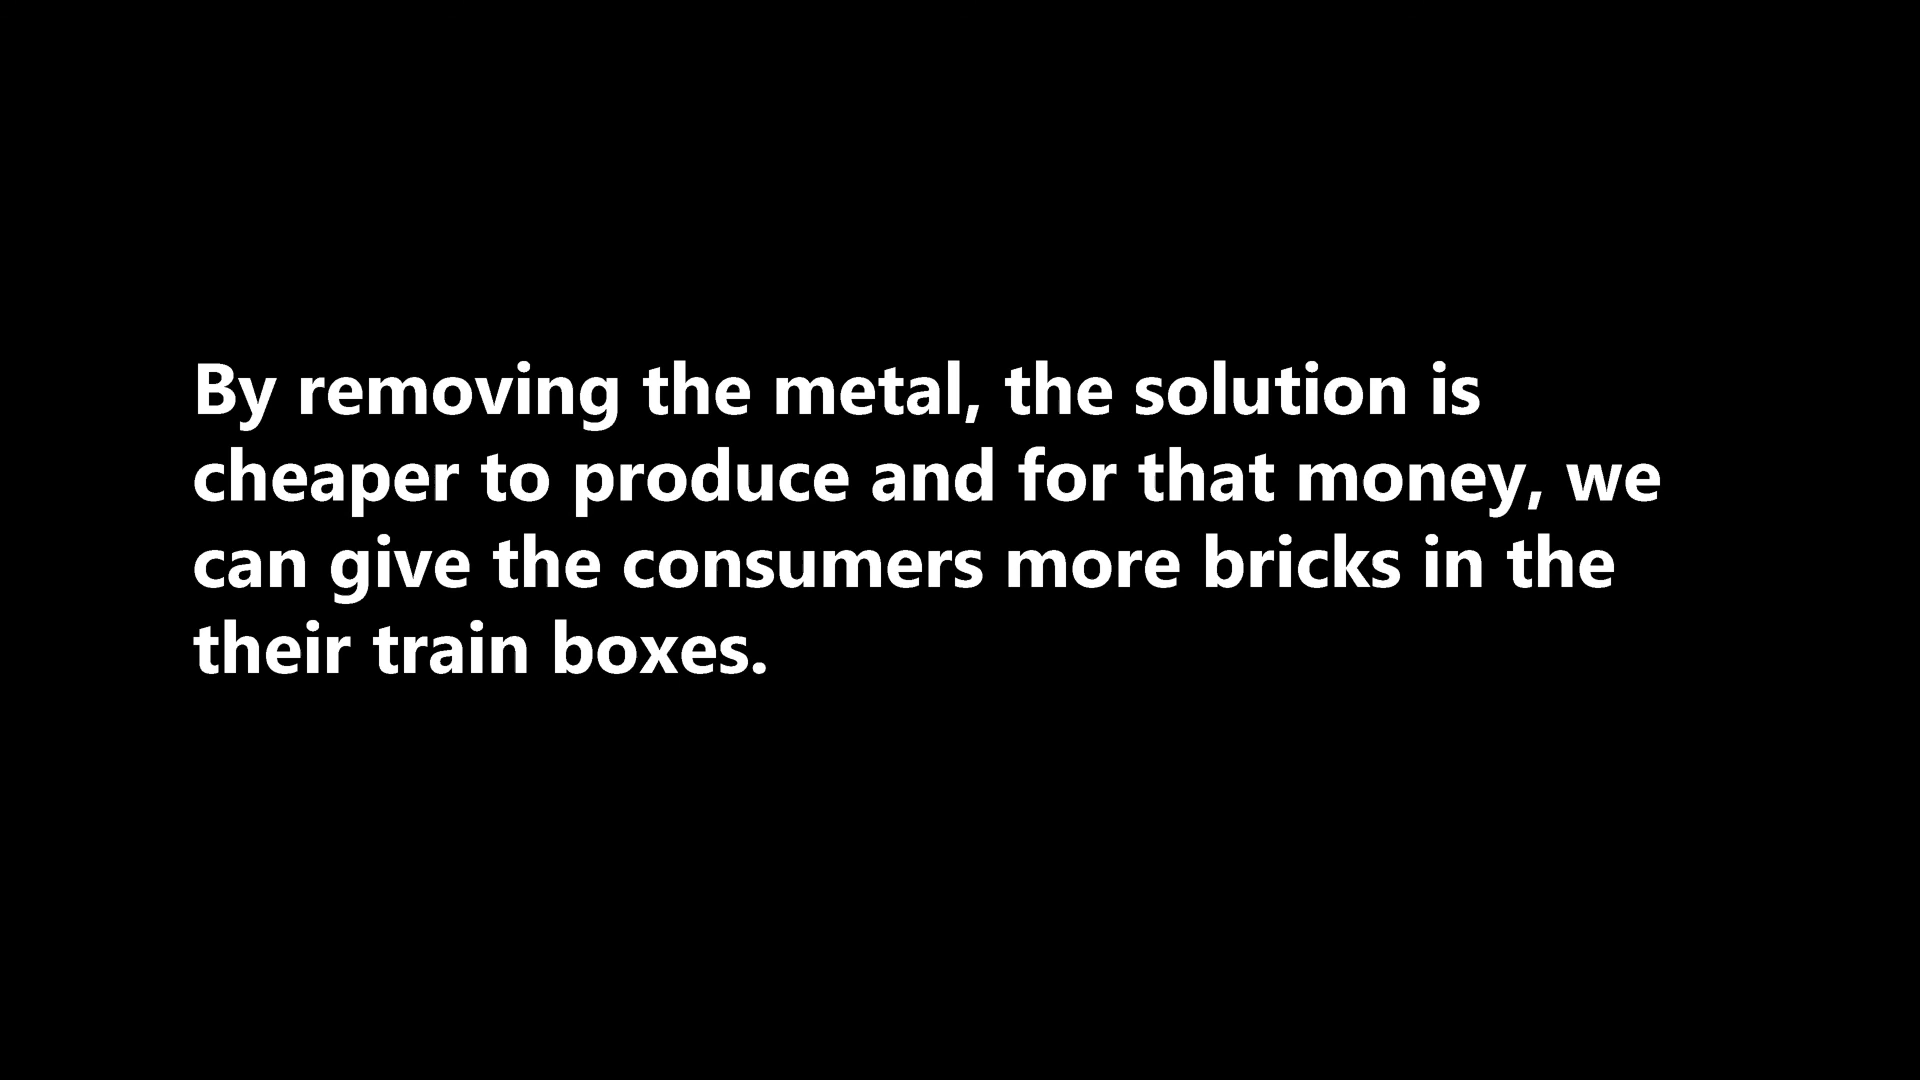 By removing the metal, the solution is
cheaper to produce and for that money, we
can give the consumers more bricks in the
their train boxes.